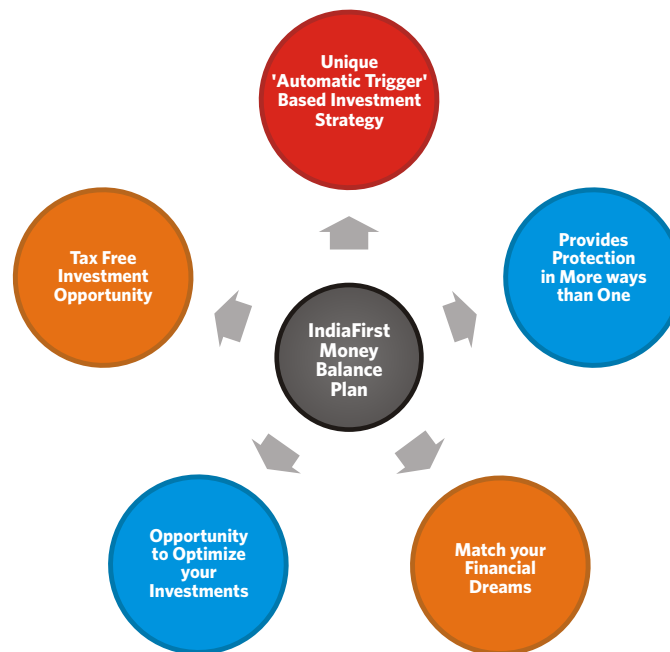 Unique
'Automatic Trigger'
Based Investment
Strategy
Tax Free
Investment
Opportunity
Provides
Protection
in More ways
than One
IndiaFirst
Money
Balance
Plan
Opportunity
to Optimize
your
Investments
Match your
Financial
Dreams